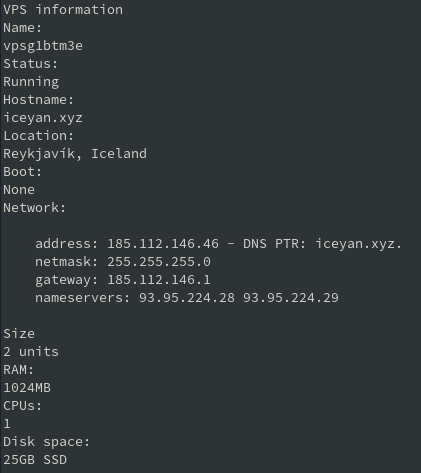 VPS information
Name:
vpsglbtm3e
Status:
Running
Hostname:
iceyan.xyz
Location:
Reykjavík, Iceland
Boot:
None
Network:
address: 185.112.146.46 - DNS PTR: iceyan.xyz.
netmask: 255.255.255.0
gateway: 185.112.146.1
nameservers: 93.95.224.28 93.95.224.29
Size
2 units
RAM:
1024MB
CPUs:
1
Disk space:
25GB SSD